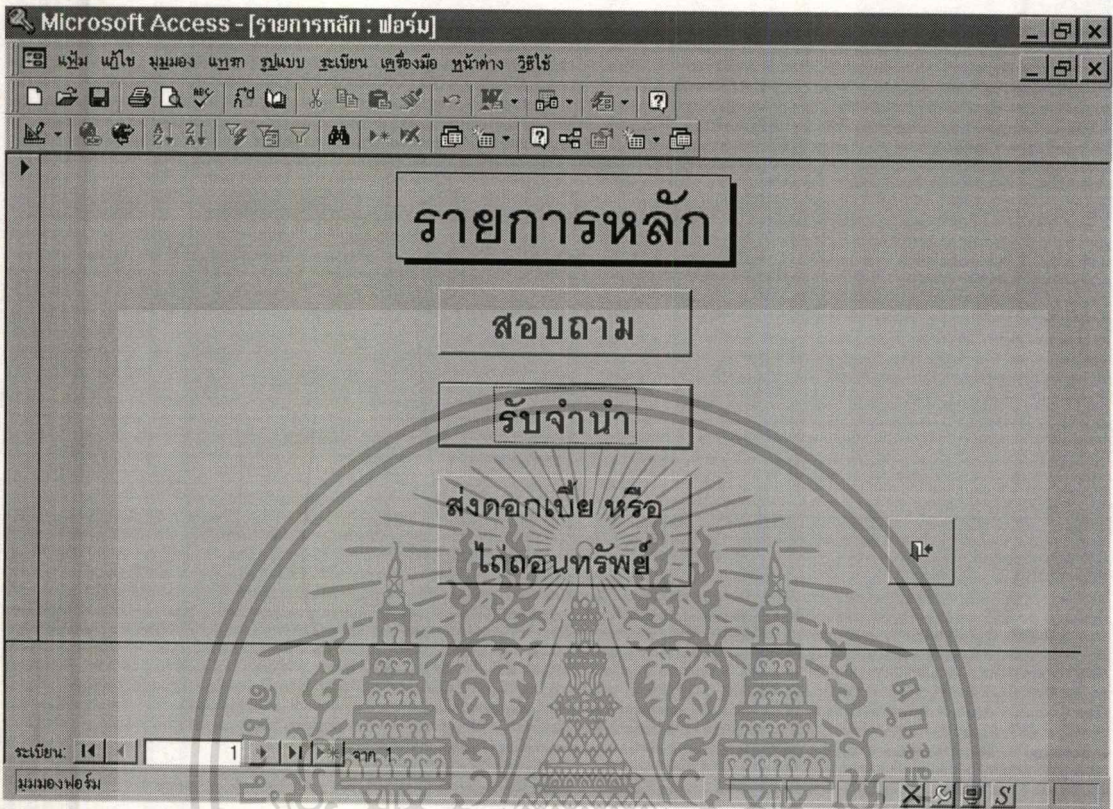 Microsoft Access - [รายการหลัก : ฟอร์ม]
แฟ้ม แก้ไข มุมมอง แทรก รูปแบบ ระเบียน เครื่องมือ หน้าต่าง วิธีใช้
รายการหลัก
สอบถาม
รับจำนำ
ส่งดอกเบี้ย หรือ
ไถ่ถอนทรัพย์
ระเบียน: 1 จาก 1
มุมมองฟอร์ม